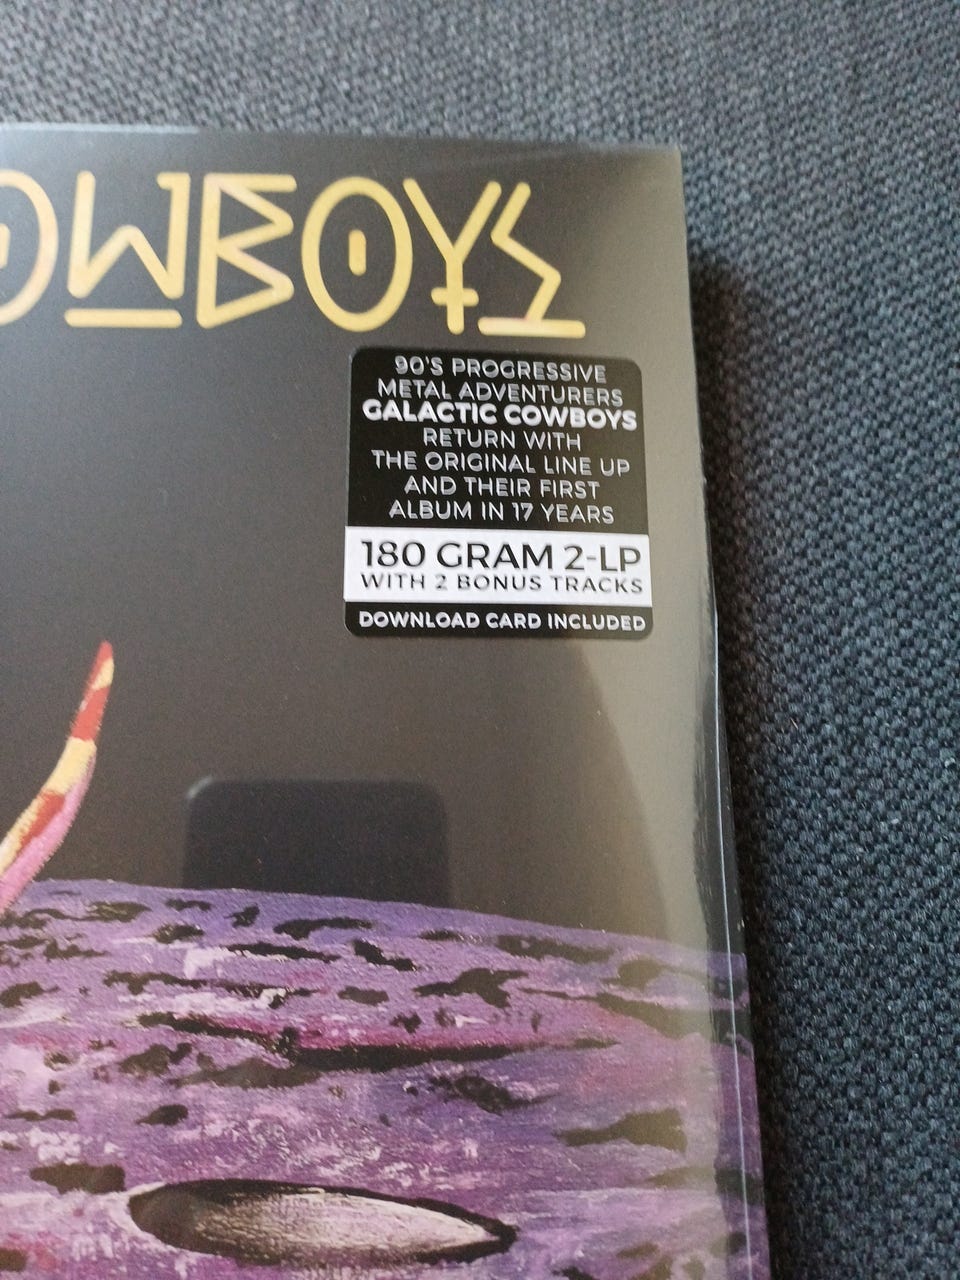 OWBOYS
90'S PROGRESSIVE
METAL ADVENTURERS
GALACTIC COWBOYS
RETURN WITH
THE ORIGINAL LINE UP
AND THEIR FIRST
ALBUM IN 17 YEARS
180 GRAM 2-LP
WITH 2 BONUS TRACKS
DOWNLOAD CARD INCLUDED